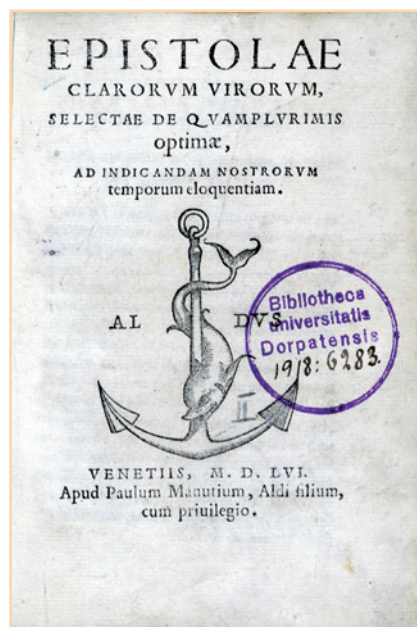 EPISTOLAE
CLARORVM VIRORVM,
SELECTAE DE QVAMPLVRIMIS
optimæ,
AD INDICANDAM NOSTRORVM
temporum eloquentiam.
AL DVS
Bibliotheca
universitatis
Dorpatensis
1918:6283.
II
VENETIIS, M. D. LVI.
Apud Paulum Manutium, Aldi filium,
cum priuilegio.